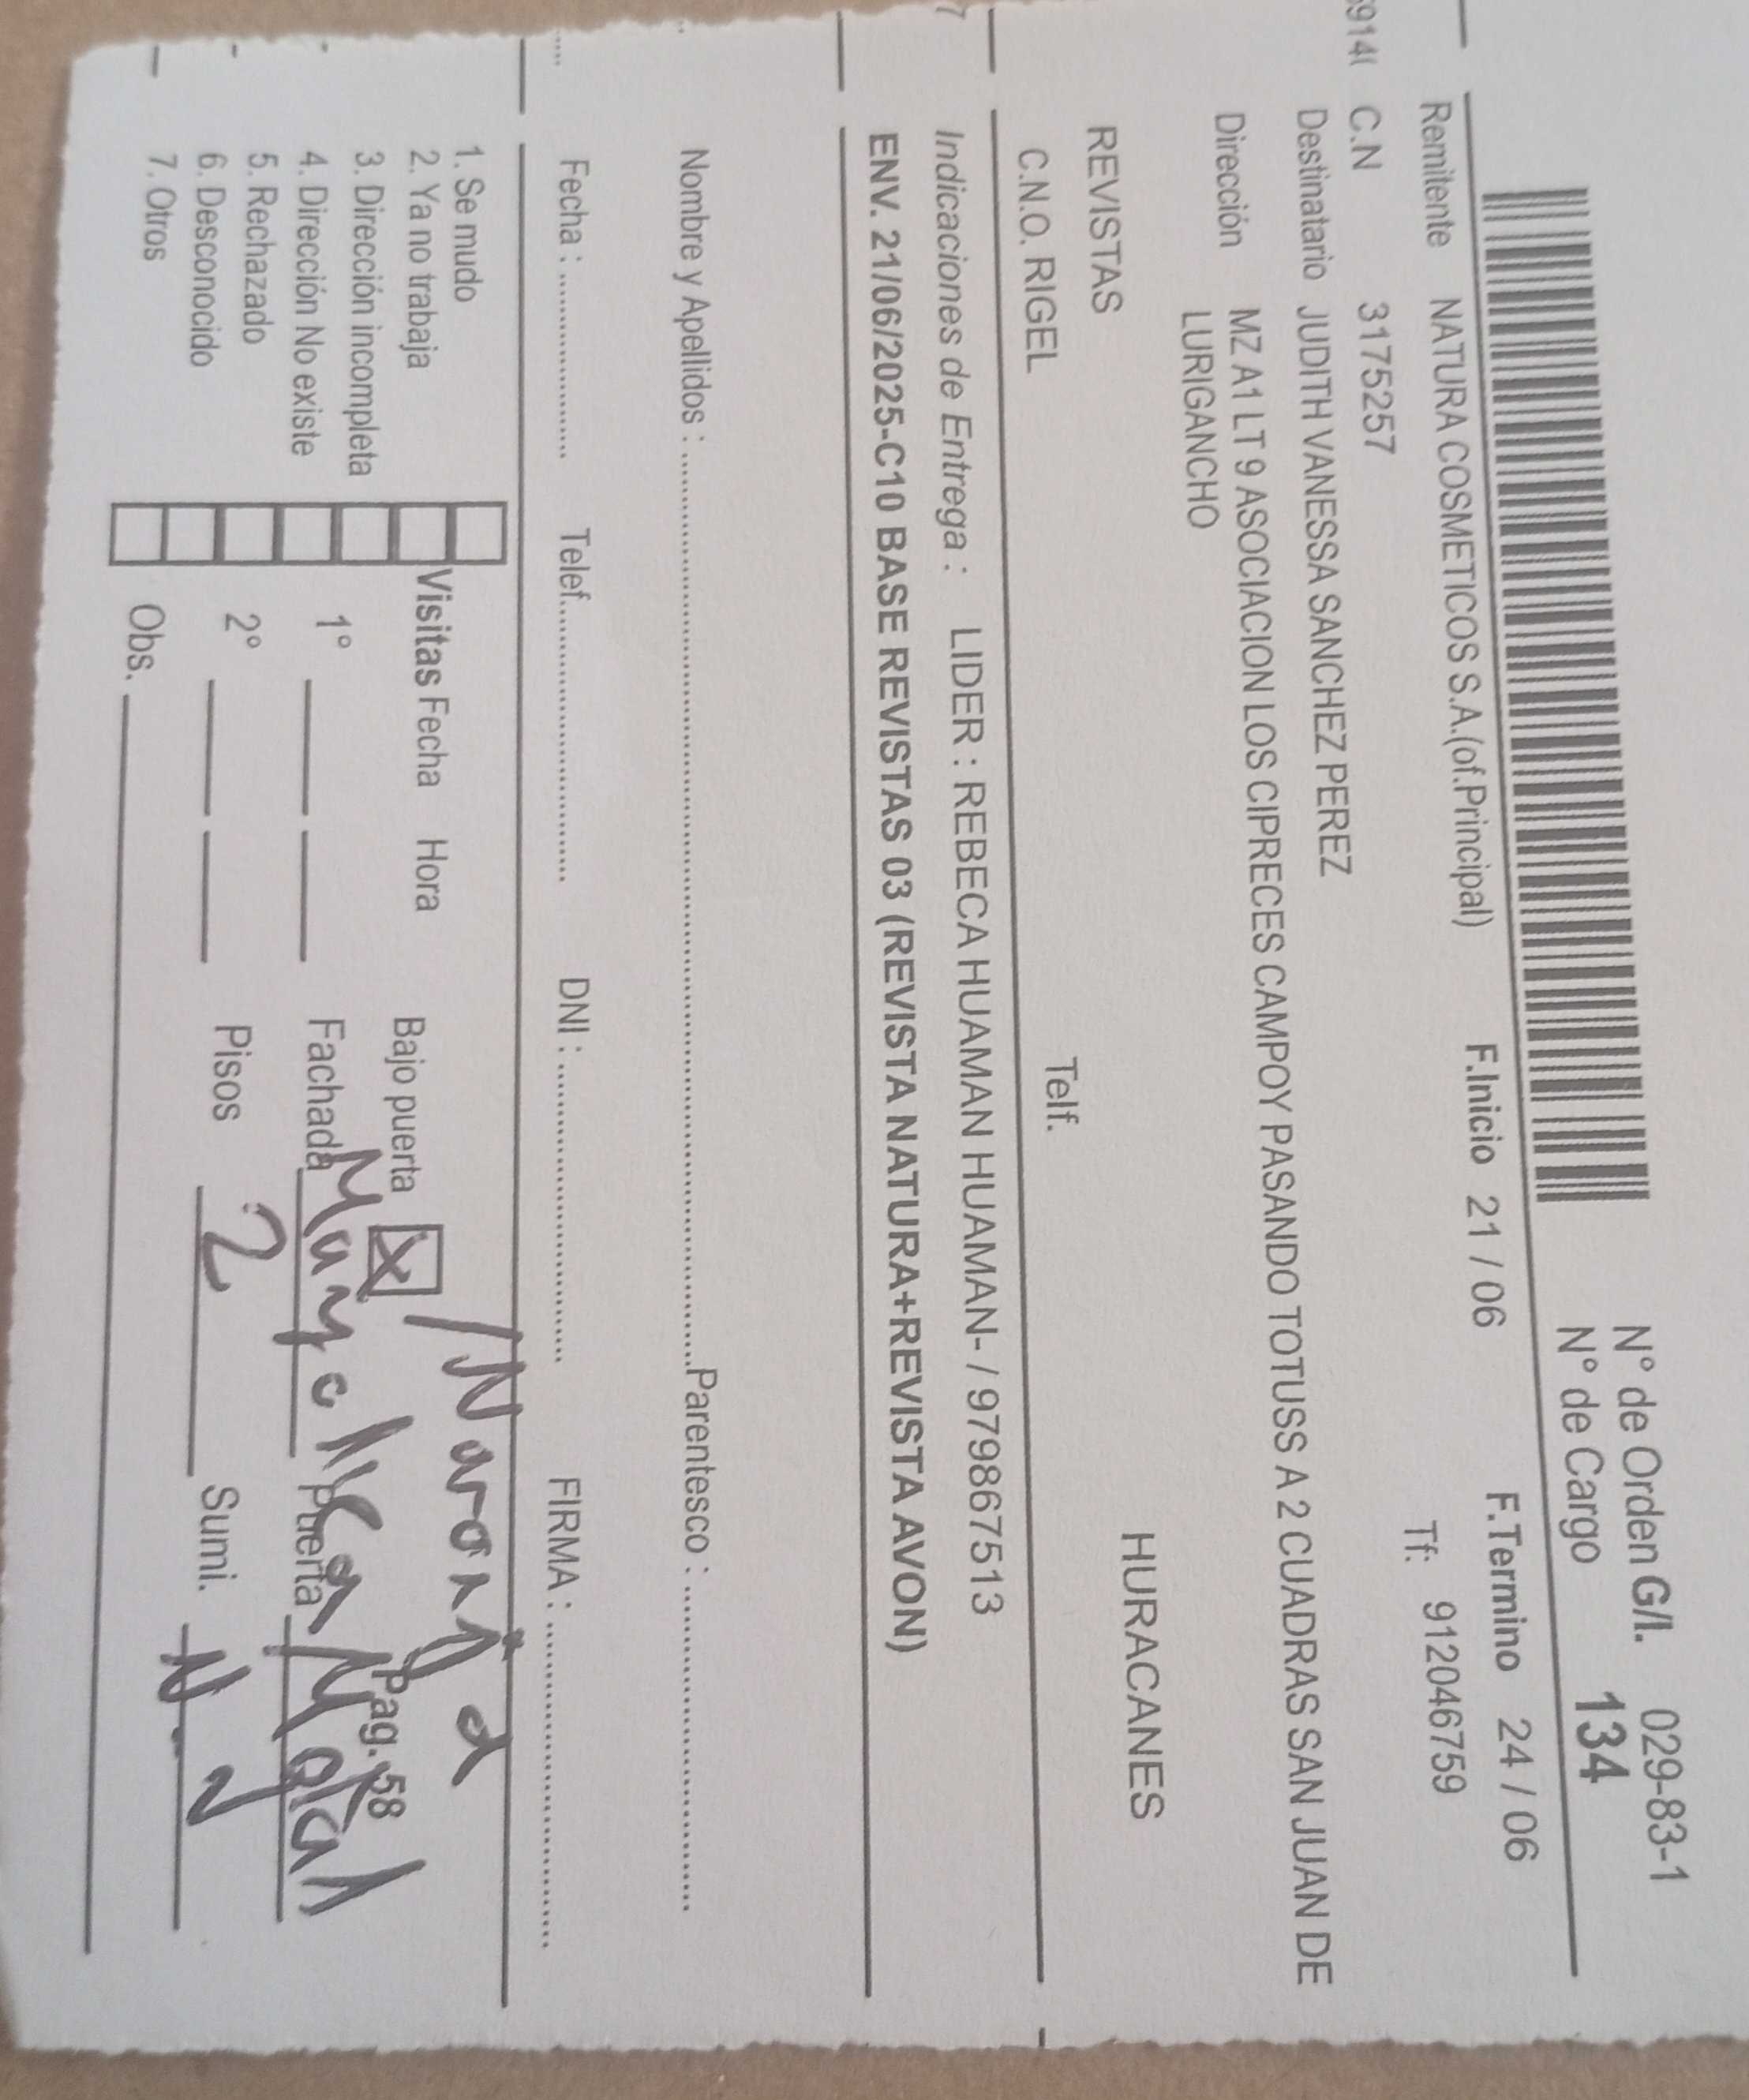 N° de Orden G/I. 029-83-1
N° de Cargo 134
F.Inicio 21 / 06 F.Termino 24 / 06
Remitente NATURA COSMETICOS S.A.(of.Principal)
C.N 3175257 Tf: 912046759
Destinatario JUDITH VANESSA SANCHEZ PEREZ
Dirección MZ A1 LT 9 ASOCIACION LOS CIPRECES CAMPOY PASANDO TOTUSS A 2 CUADRAS SAN JUAN DE
LURIGANCHO
REVISTAS HURACANES
C.N.O. RIGEL Telf.
Indicaciones de Entrega : LIDER : REBECA HUAMAN HUAMAN- / 979867513
ENV. 21/06/2025-C10 BASE REVISTAS 03 (REVISTA NATURA+REVISTA AVON)
Nombre y Apellidos : Parentesco :
Fecha : Telef. DNI : FIRMA :
1. Se mudo
2. Ya no trabaja Visitas Fecha Hora Bajo puerta X / Naranja Pag. 58
3. Dirección incompleta
4. Dirección No existe 1° Fachada Puerta Metal
5. Rechazado
6. Desconocido 2° Pisos 2 Sumi.
7. Otros Obs.